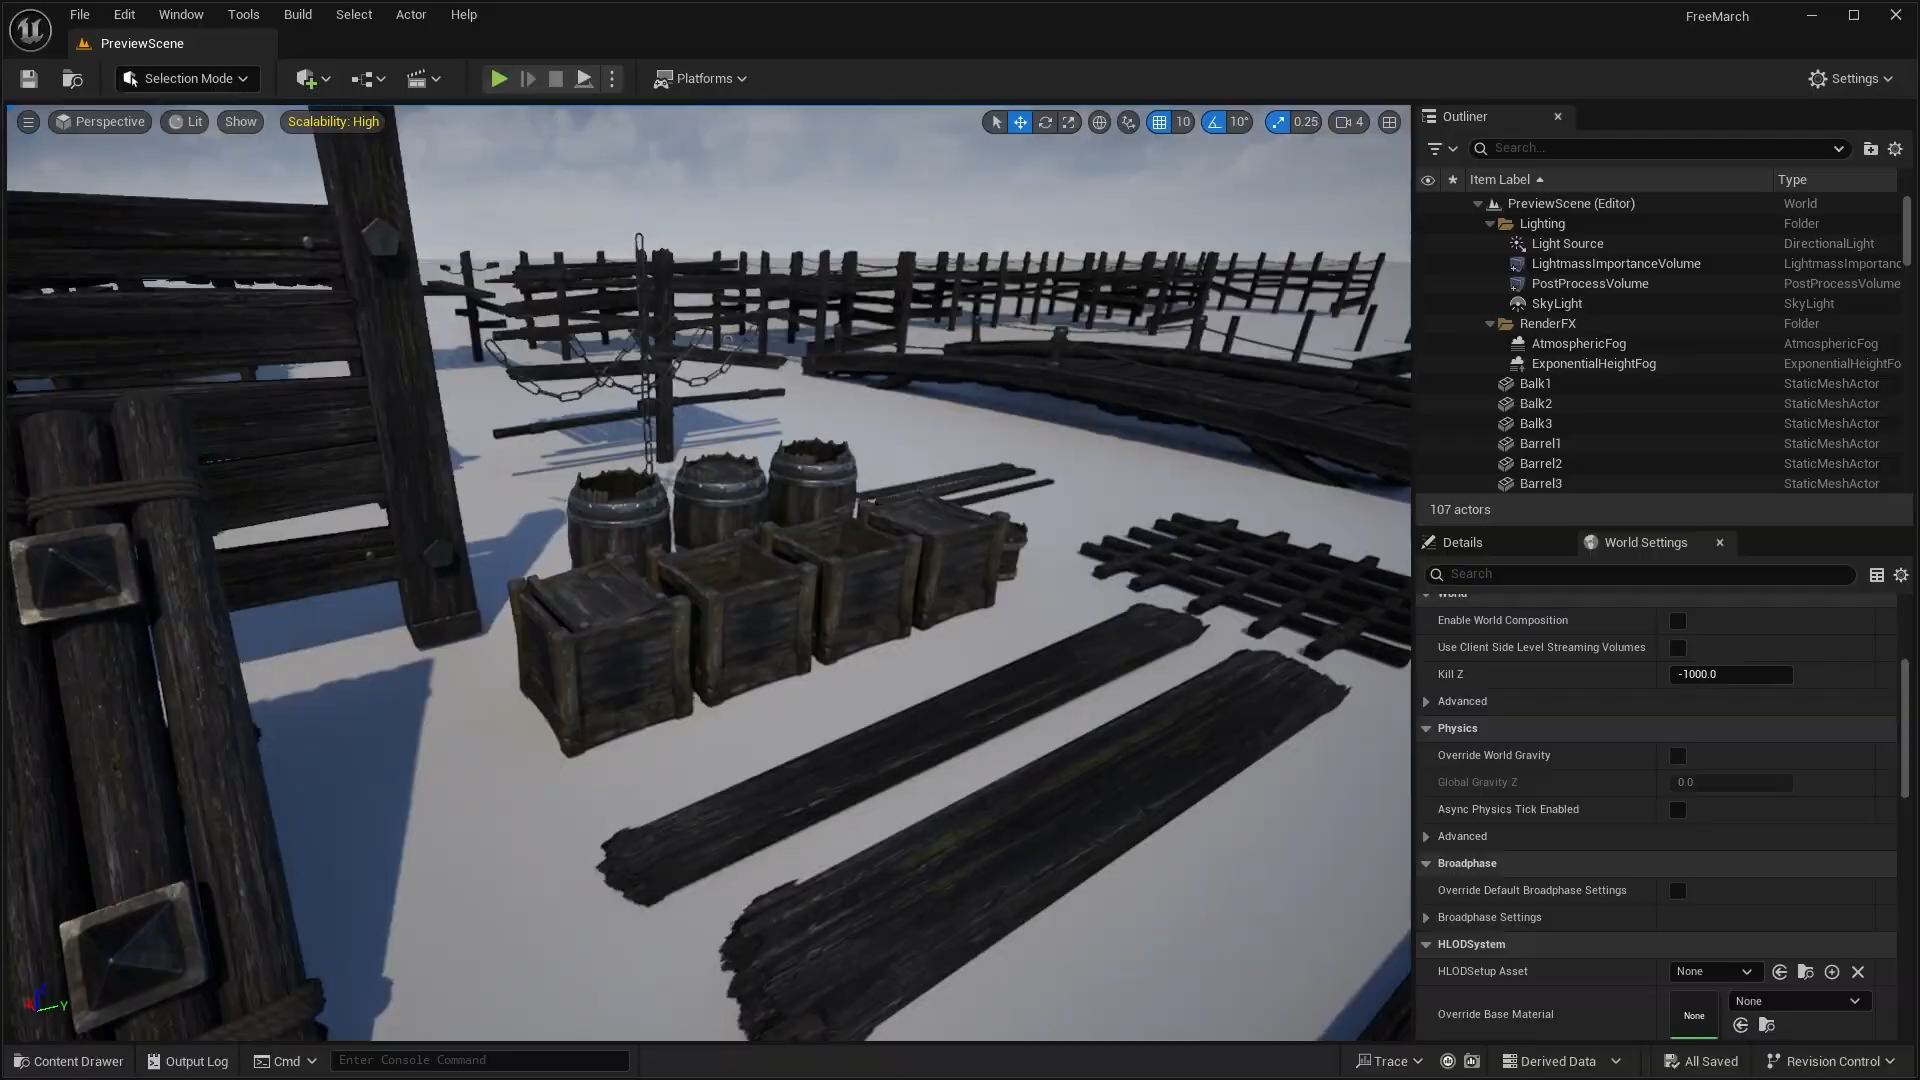 File Edit Window Tools Build Select Actor Help
FreeMarch
PreviewScene
Selection Mode
Platforms
Settings
Perspective Lit Show Scalability: High
10 10° 0.25 4
Outliner
Search...
Item Label Type
PreviewScene (Editor) World
Lighting Folder
Light Source DirectionalLight
LightmassImportanceVolume LightmassImportanc
PostProcessVolume PostProcessVolume
SkyLight SkyLight
RenderFX Folder
AtmosphericFog AtmosphericFog
ExponentialHeightFog ExponentialHeightFo
Balk1 StaticMeshActor
Balk2 StaticMeshActor
Balk3 StaticMeshActor
Barrel1 StaticMeshActor
Barrel2 StaticMeshActor
Barrel3 StaticMeshActor
107 actors
Details World Settings
Search
World
Enable World Composition
Use Client Side Level Streaming Volumes
Kill Z -1000.0
Advanced
Physics
Override World Gravity
Global Gravity Z 0.0
Async Physics Tick Enabled
Advanced
Broadphase
Override Default Broadphase Settings
Broadphase Settings
HLODSystem
HLODSetup Asset None
None
Override Base Material None
Y
Content Drawer Output Log Cmd Enter Console Command Trace Derived Data All Saved Revision Control